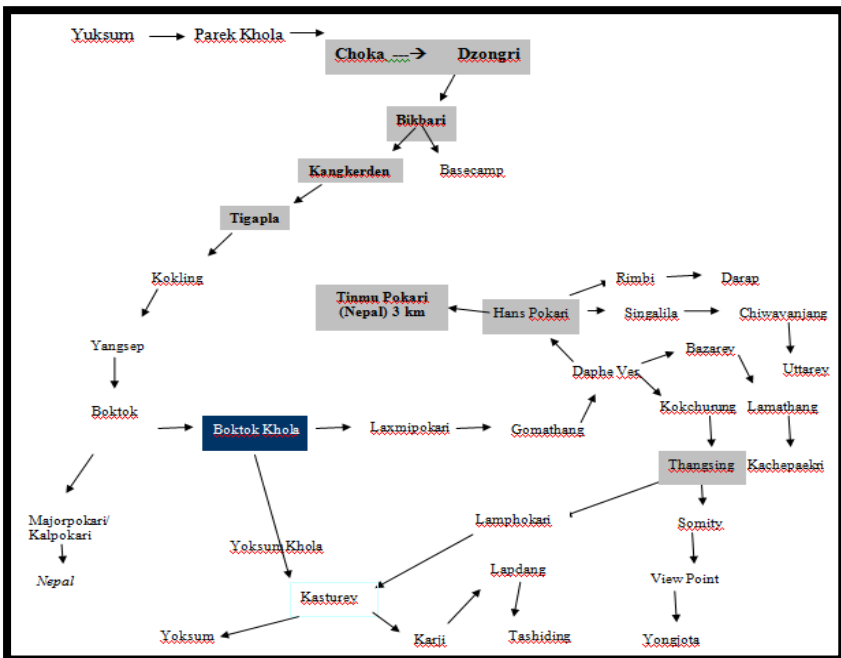 Yuksum
Parek Khola
Choka ---→ Dzongri
Bikbari
Kangkerden
Basecamp
Tigapla
Kokling
Rimbi
Darap
Tinmu Pokari
(Nepal) 3 km
Hans Pokari
Singalila
Chiwavanjang
Yangsep
Bazarey
Daphe Ver
Uttarey
Boktok
Kokchurung
Lamathang
Boktok Khola
Laxmipokari
Gomathang
Thangsing
Kachepaekri
Majorpokari/
Kalpokari
Lamphokari
Somity
Yoksum Khola
Nepal
Lapdang
View Point
Kasturey
Yoksum
Karji
Tashiding
Yongjota